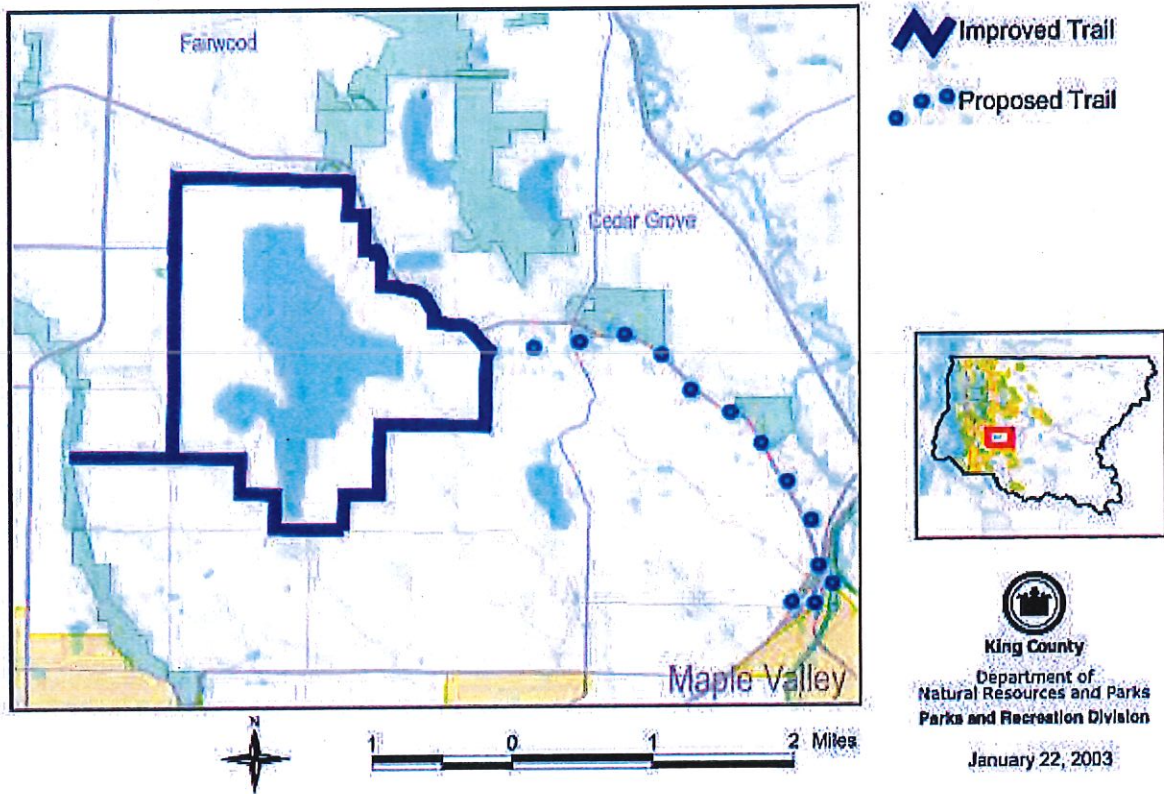 Fairwood
Cedar Grove
Maple Valley
Improved Trail
Proposed Trail
King County
Department of
Natural Resources and Parks
Parks and Recreation Division
January 22, 2003
N
1 0 1 2 Miles